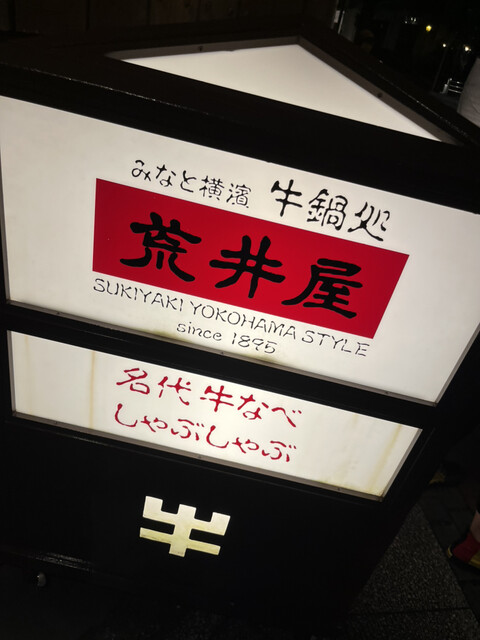 みなと横濱 牛鍋処
荒井屋
SUKIYAKI YOKOHAMA STYLE
since 1895
名代 牛なべ
しゃぶしゃぶ
牛